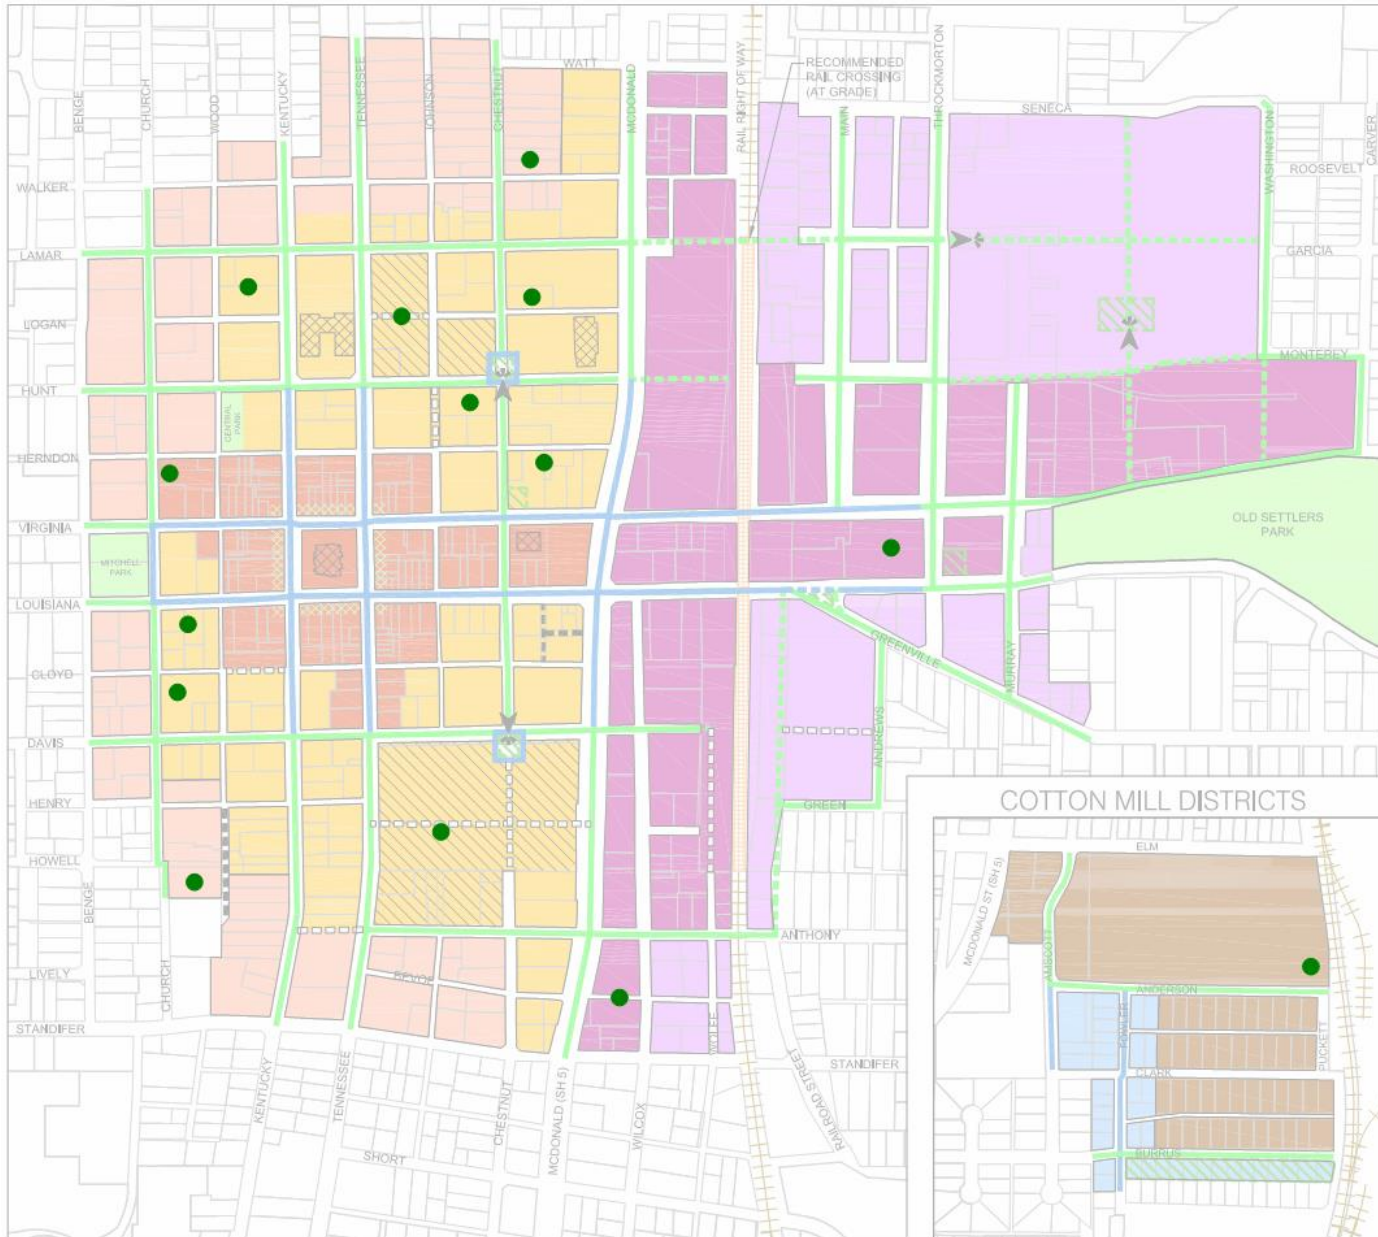 WATT
RECOMMENDED
RAIL CROSSING
(AT GRADE)
BENGE
CHURCH
WOOD
KENTUCKY
TENNESSEE
JOHNSON
CHESTNUT
MCDONALD
RAIL RIGHT OF WAY
MAIN
THROCKMORTON
SENECA
WASHINGTON
CARVER
ROOSEVELT
WALKER
LAMAR
GARCIA
LOGAN
MONTEREY
HUNT
CENTRAL
PARK
HERNDON
VIRGINIA
OLD SETTLERS
PARK
MITCHELL
PARK
LOUISIANA
GREENVILLE
MURRAY
CLOYD
DAVIS
ANDREWS
HENRY
GREEN
COTTON MILL DISTRICTS
HOWELL
BENGE
ELM
MCDONALD ST (SH 5)
ANTHONY
LIVELY
CHURCH
ANDERSON
STANDIFER
WOLFE
FOWLER
PUCKETT
STANDIFER
RAILROAD STREET
CLARK
KENTUCKY
TENNESSEE
CHESTNUT
MCDONALD (SH 5)
WILCOX
BURRUS
SHORT